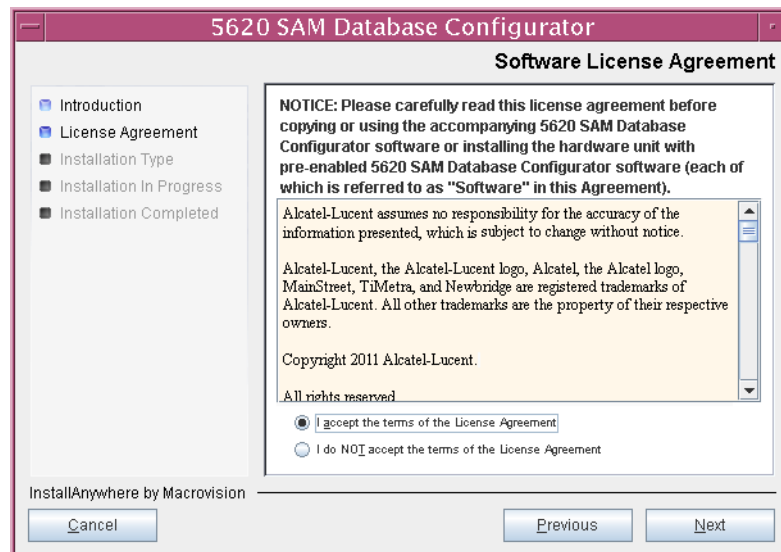 5620 SAM Database Configurator
Software License Agreement
Introduction
License Agreement
Installation Type
Installation In Progress
Installation Completed
NOTICE: Please carefully read this license agreement before
copying or using the accompanying 5620 SAM Database
Configurator software or installing the hardware unit with
pre-enabled 5620 SAM Database Configurator software (each of
which is referred to as "Software" in this Agreement).
Alcatel-Lucent assumes no responsibility for the accuracy of the
information presented, which is subject to change without notice.
Alcatel-Lucent, the Alcatel-Lucent logo, Alcatel, the Alcatel logo,
MainStreet, TiMetra, and Newbridge are registered trademarks of
Alcatel-Lucent. All other trademarks are the property of their respective
owners.
Copyright 2011 Alcatel-Lucent.
All rights reserved
I accept the terms of the License Agreement
I do NOT accept the terms of the License Agreement
InstallAnywhere by Macrovision
Cancel
Previous
Next